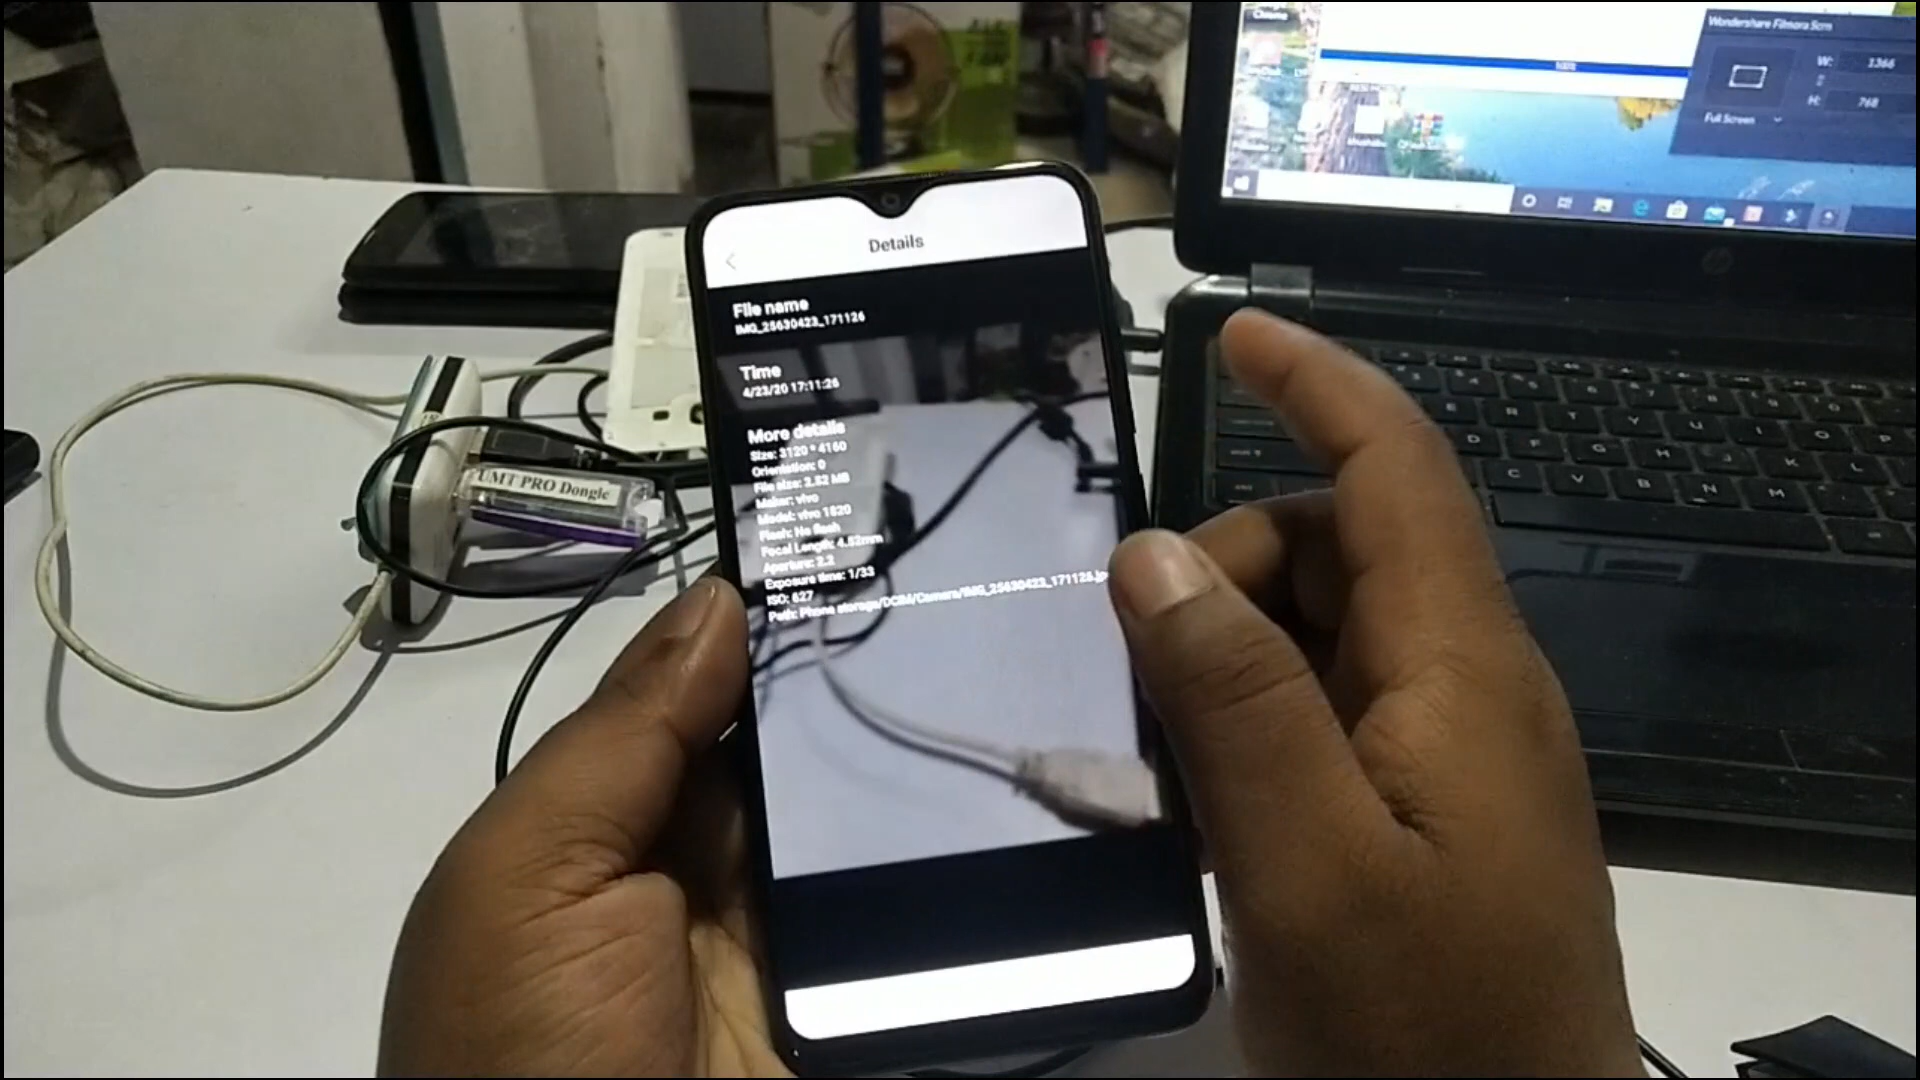 Details
File name
IMG_25630423_171126
Time
4/23/20 17:11:26
More details
Size: 3120 * 4160
Orientation: 0
File size: 2.52 MB
Maker: vivo
Model: vivo 1820
Flash: No flash
Focal Length: 4.52mm
Aperture: 2.2
Exposure time: 1/33
ISO: 627
Path: Phone storage/DCIM/Camera/IMG_25630423_171126.jp
UMT PRO Dongle
Chrome
100%
Wondershare Filmora Scrn
W: 1366
H: 768
Full Screen
E R T Y U I O P
D F G H J K L
C V B N M